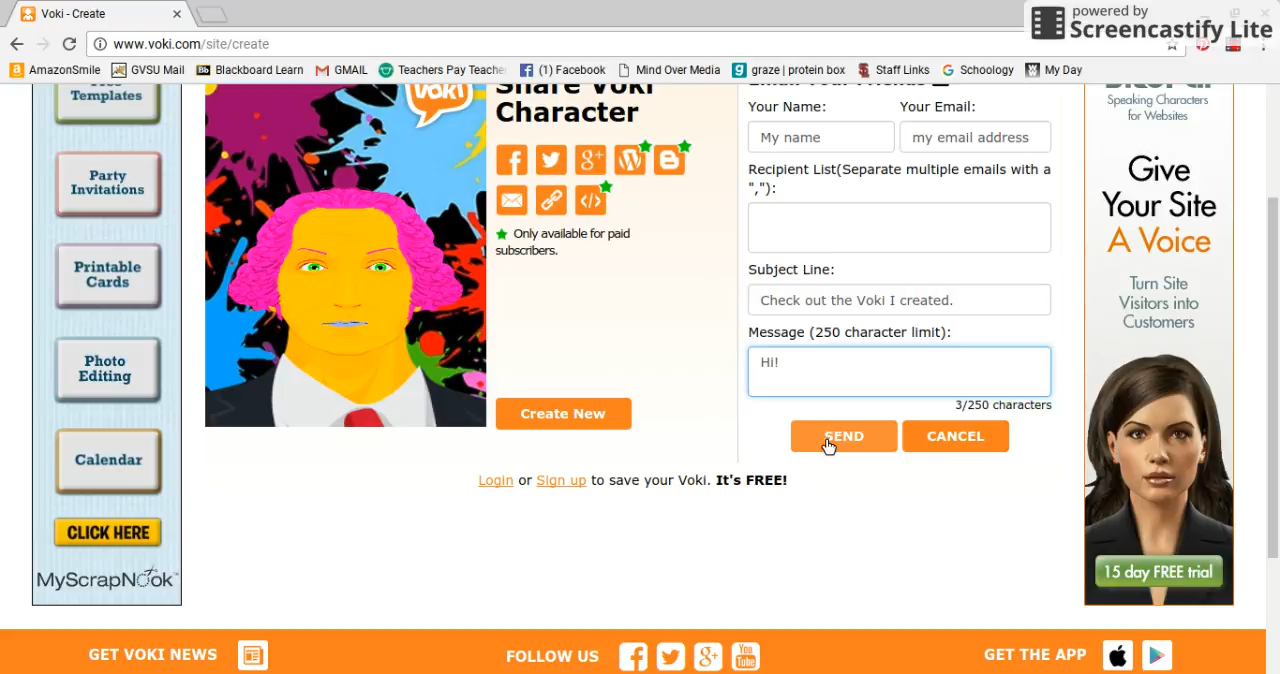 Voki - Create
powered by
Screencastify Lite
www.voki.com/site/create
AmazonSmile
GVSU Mail
Bb Blackboard Learn
GMAIL
Teachers Pay Teache
(1) Facebook
Mind Over Media
graze | protein box
Staff Links
Schoology
My Day
Templates
Party
Invitations
Printable
Cards
Photo
Editing
Calendar
CLICK HERE
MyScrapNook
voki
Share Voki
Character
Only available for paid
subscribers.
Create New
Email Your Friends
Your Name:
Your Email:
My name
my email address
Recipient List(Separate multiple emails with a
","):
Subject Line:
Check out the Voki I created.
Message (250 character limit):
Hi!
3/250 characters
SEND
CANCEL
Login or Sign up to save your Voki. It's FREE!
Speaking Characters
for Websites
Give
Your Site
A Voice
Turn Site
Visitors into
Customers
15 day FREE trial
GET VOKI NEWS
FOLLOW US
You
Tube
GET THE APP